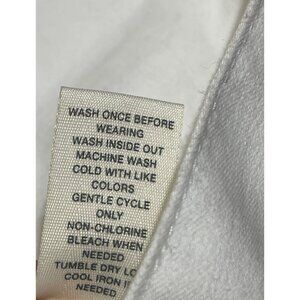 WASH ONCE BEFORE
WEARING
WASH INSIDE OUT
MACHINE WASH
COLD WITH LIKE
COLORS
GENTLE CYCLE
ONLY
NON-CHLORINE
BLEACH WHEN
NEEDED
TUMBLE DRY LO
COOL IRON I
NEEDED